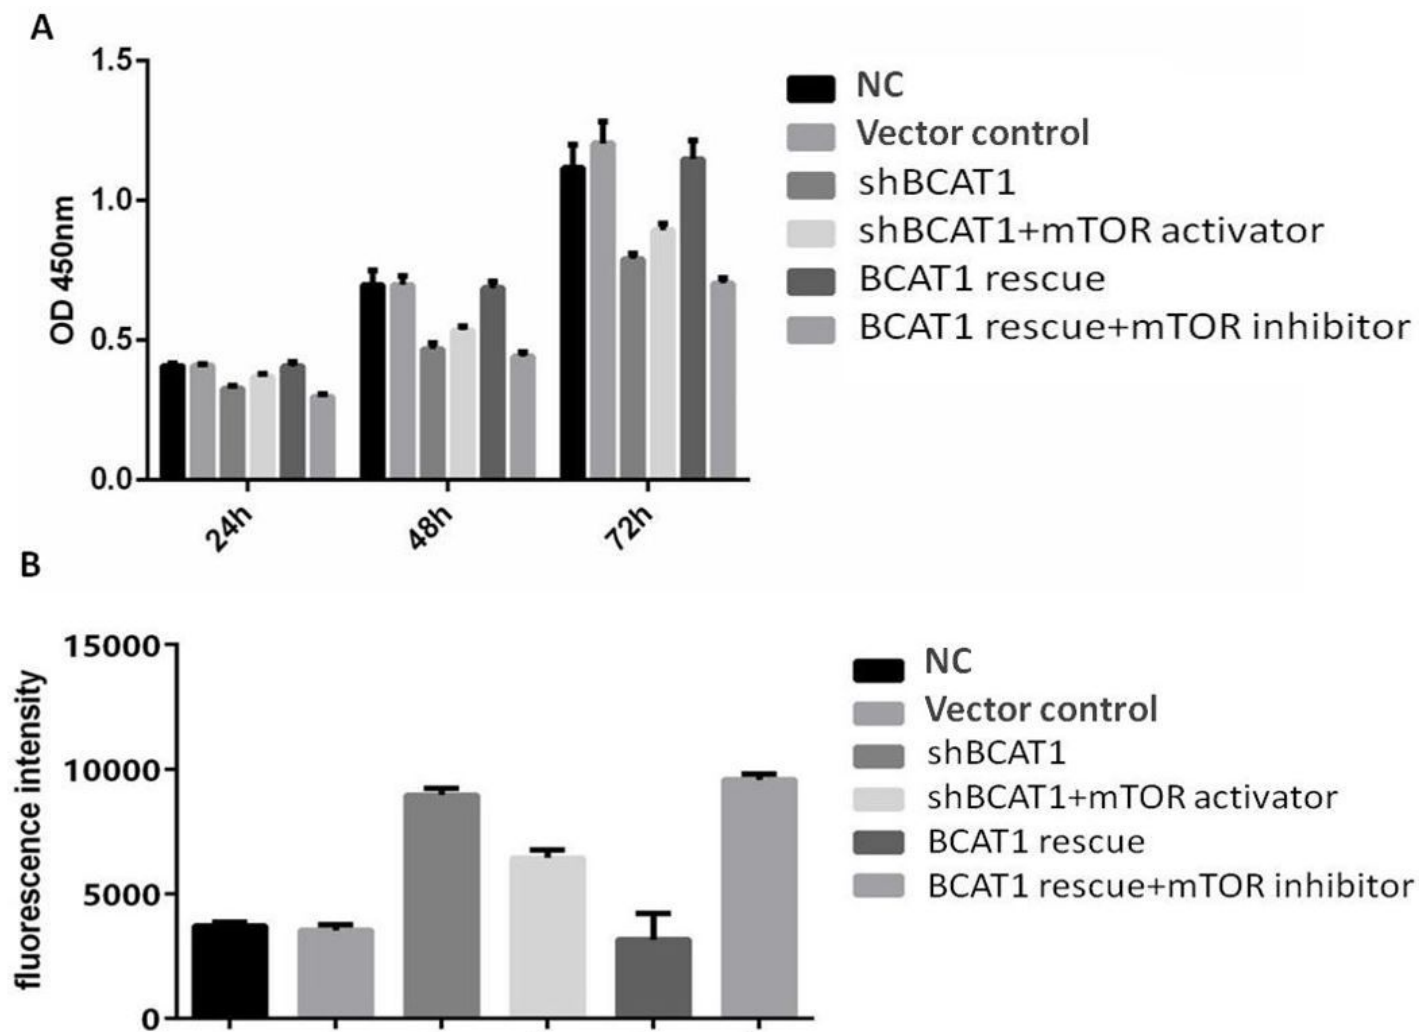 A
1.5
1.0
0.5
0.0
OD 450nm
24h
48h
72h
NC
Vector control
shBCAT1
shBCAT1+mTOR activator
BCAT1 rescue
BCAT1 rescue+mTOR inhibitor
B
15000
10000
5000
0
fluorescence intensity
NC
Vector control
shBCAT1
shBCAT1+mTOR activator
BCAT1 rescue
BCAT1 rescue+mTOR inhibitor